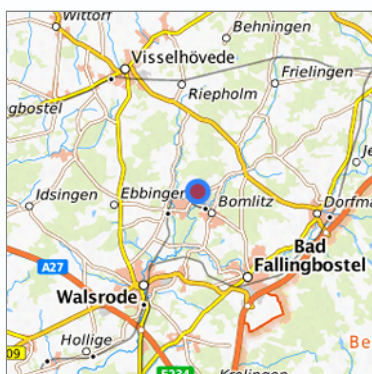 Wittorf
Behningen
Visselhövede
Frielingen
Riepholm
gbostel
Idsingen
Ebbingen
Bomlitz
Dorfma
Bad
Fallingbostel
A27
Walsrode
Hollige
09
E234
Be